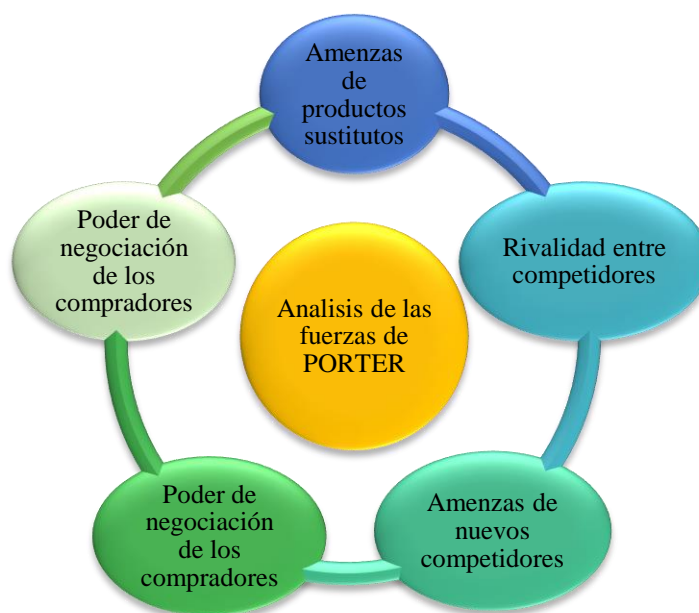 Amenzas
de
productos
sustitutos
Rivalidad entre
competidores
Amenzas de
nuevos
competidores
Poder de
negociación
de los
compradores
Poder de
negociación
de los
compradores
Analisis de las
fuerzas de
PORTER